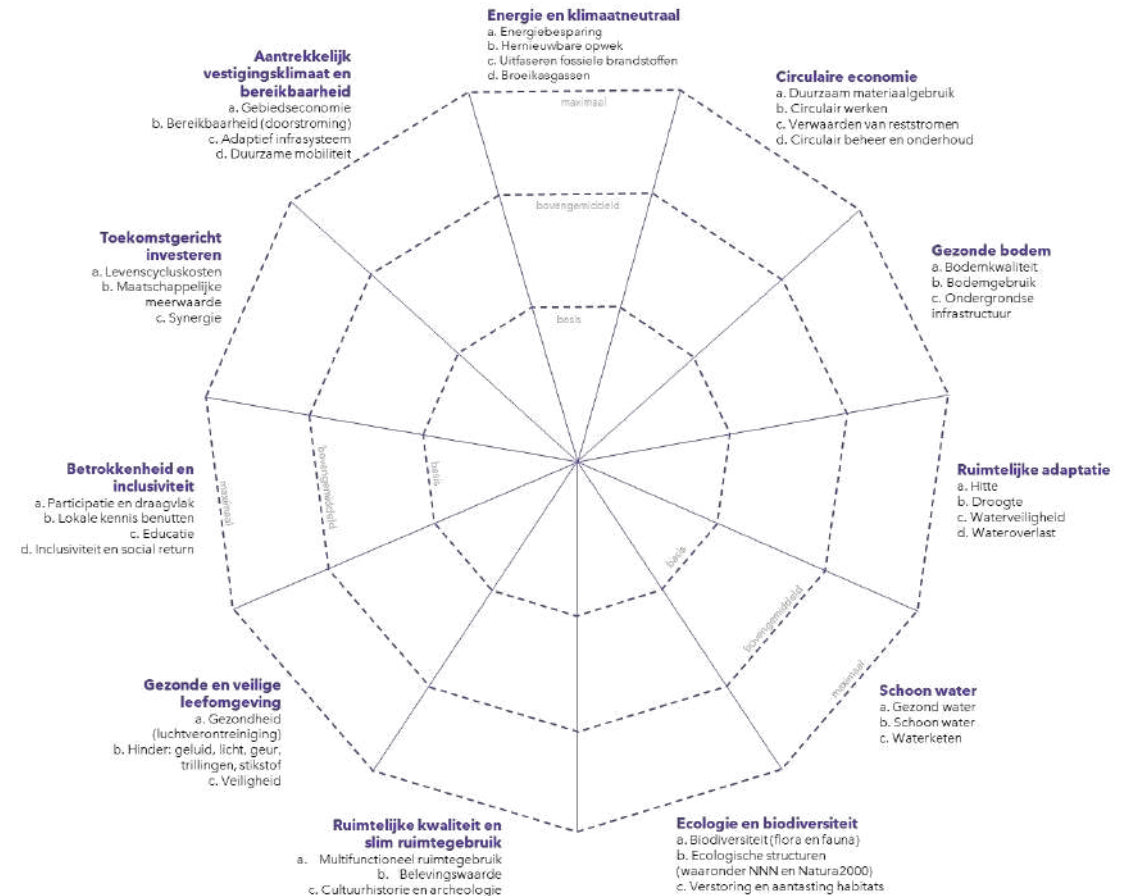 Energie en klimaatneutraal
a. Energiebesparing
b. Hernieuwbare opwek
c. Uitfaseren fossiele brandstoffen
d. Broeikasgassen
Circulaire economie
a. Duurzaam materiaalgebruik
b. Circulair werken
c. Verwaarden van reststromen
d. Circulair beheer en onderhoud
Gezonde bodem
a. Bodemkwaliteit
b. Bodemgebruik
c. Ondergrondse
infrastructuur
Ruimtelijke adaptatie
a. Hitte
b. Droogte
c. Waterveiligheid
d. Wateroverlast
Schoon water
a. Gezond water
b. Schoon water
c. Waterketen
Ecologie en biodiversiteit
a. Biodiversiteit (flora en fauna)
b. Ecologische structuren
(waaronder NNN en Natura2000)
c. Verstoring en aantasting habitats
Ruimtelijke kwaliteit en
slim ruimtegebruik
a. Multifunctioneel ruimtegebruik
b. Belevingswaarde
c. Cultuurhistorie en archeologie
Gezonde en veilige
leefomgeving
a. Gezondheid
(luchtverontreiniging)
b. Hinder: geluid, licht, geur,
trillingen, stikstof
c. Veiligheid
Betrokkenheid en
inclusiviteit
a. Participatie en draagvlak
b. Lokale kennis benutten
c. Educatie
d. Inclusiviteit en social return
Toekomstgericht
investeren
a. Levenscycluskosten
b. Maatschappelijke
meerwaarde
c. Synergie
Aantrekkelijk
vestigingsklimaat en
bereikbaarheid
a. Gebiedseconomie
b. Bereikbaarheid (doorstroming)
c. Adaptief infrasysteem
d. Duurzame mobiliteit
maximaal
bovengemiddeld
basis
maximaal
bovengemiddeld
basis
basis
bovengemiddeld
maximaal